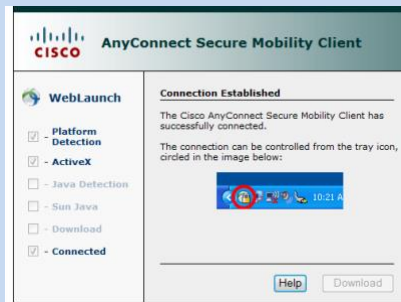 CISCO
AnyConnect Secure Mobility Client
WebLaunch
- Platform
Detection
- ActiveX
- Java Detection
- Sun Java
- Download
- Connected
Connection Established
The Cisco AnyConnect Secure Mobility Client has
successfully connected.
The connection can be controlled from the tray icon,
circled in the image below:
10:21 A
Help
Download